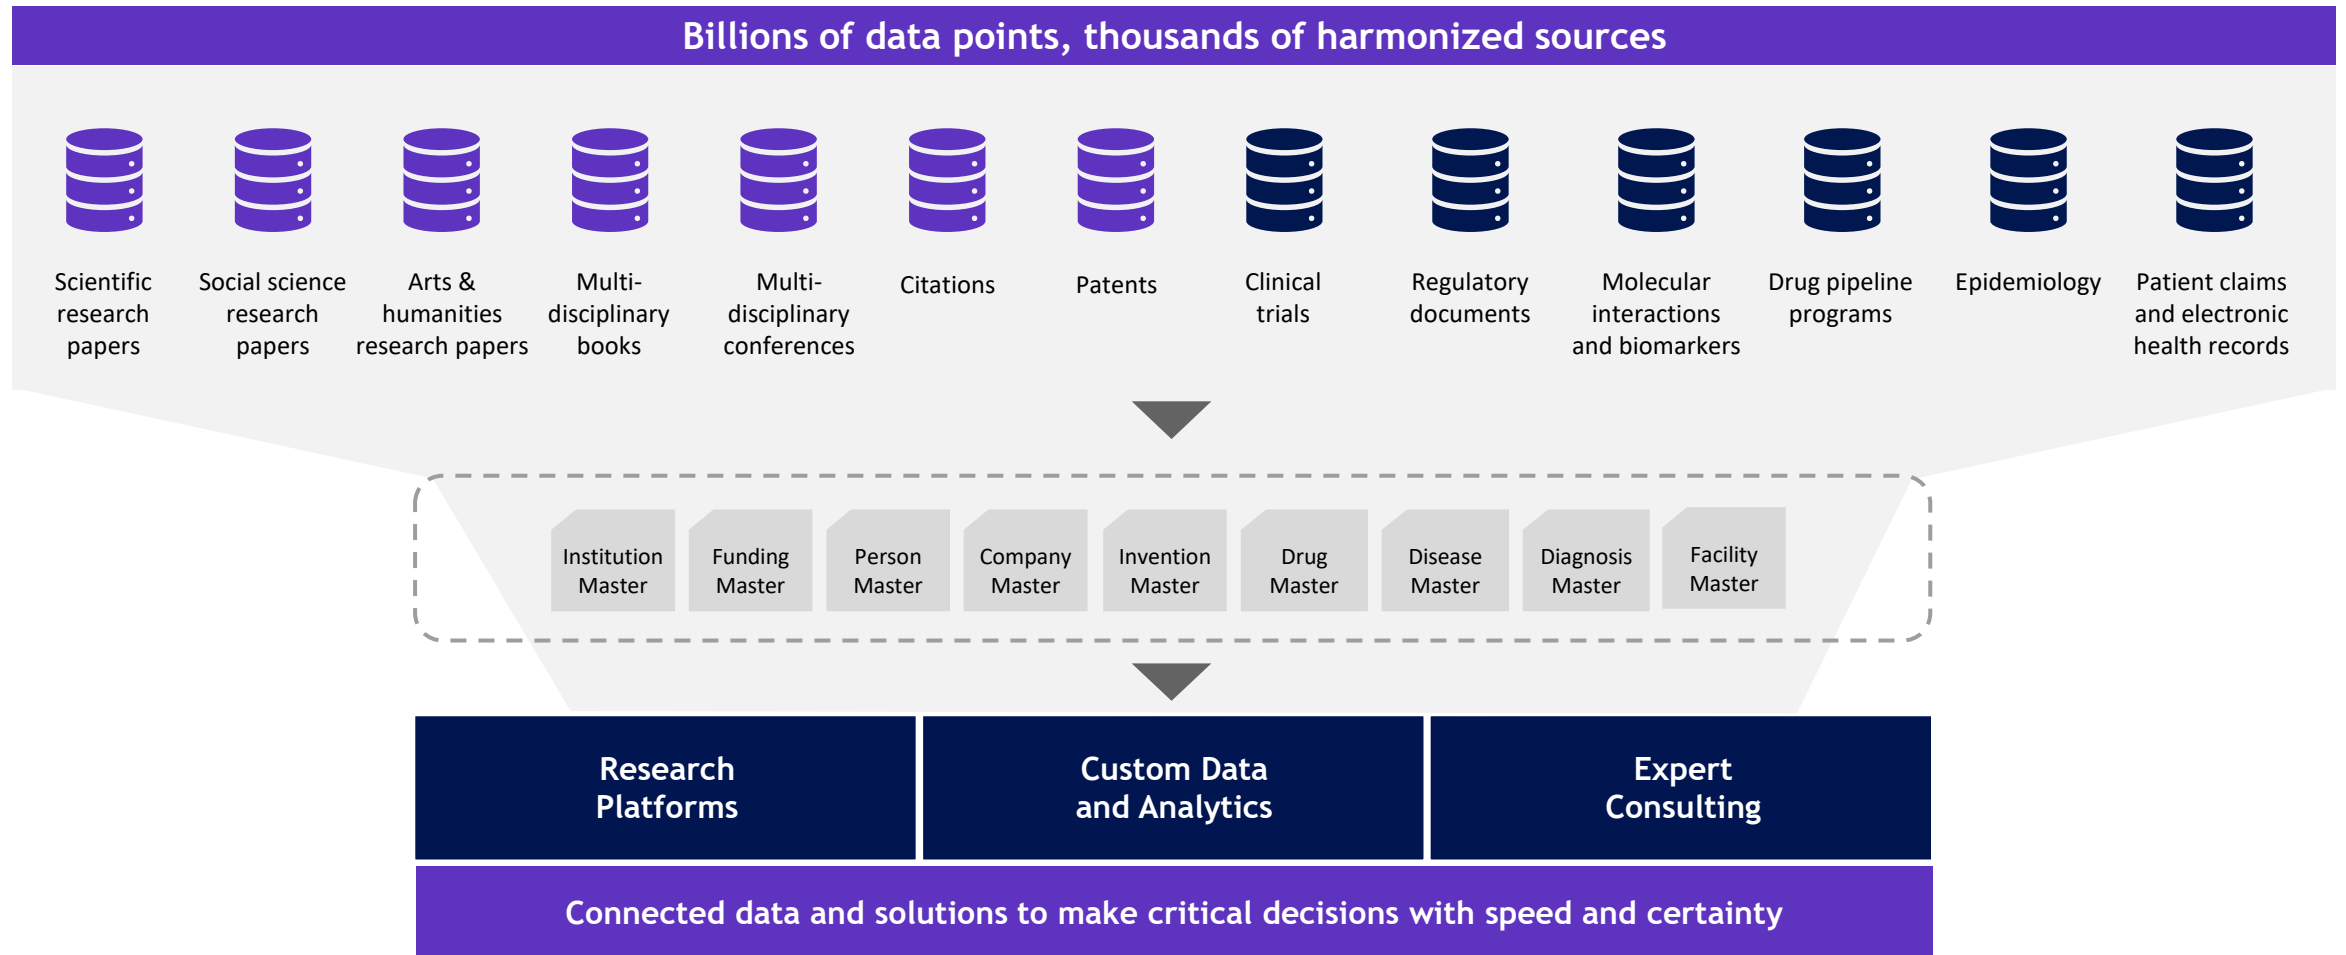 Billions of data points, thousands of harmonized sources
Scientific
research
papers
Social science
research
papers
Arts &
humanities
research papers
Multi-
disciplinary
books
Multi-
disciplinary
conferences
Citations
Patents
Clinical
trials
Regulatory
documents
Molecular
interactions
and biomarkers
Drug pipeline
programs
Epidemiology
Patient claims
and electronic
health records
Institution
Master
Funding
Master
Person
Master
Company
Master
Invention
Master
Drug
Master
Disease
Master
Diagnosis
Master
Facility
Master
Research
Platforms
Custom Data
and Analytics
Expert
Consulting
Connected data and solutions to make critical decisions with speed and certainty